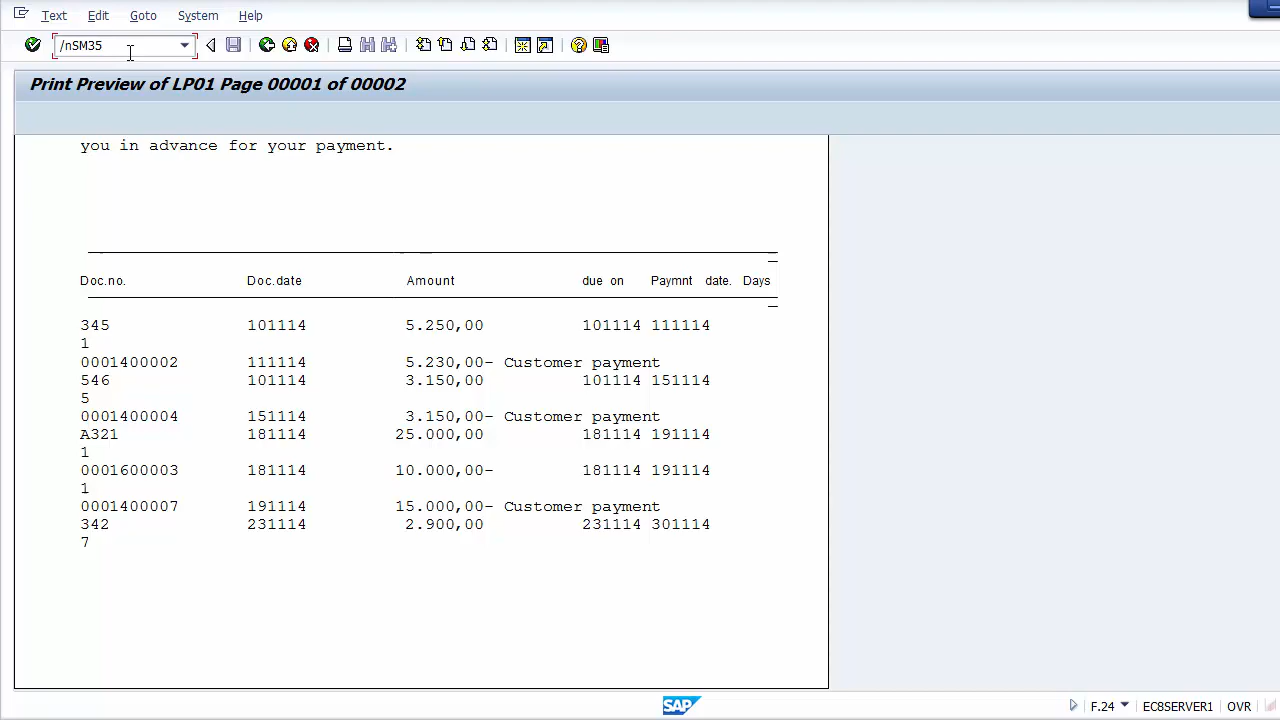 Text Edit Goto System Help
/nSM35
Print Preview of LP01 Page 00001 of 00002
you in advance for your payment.
Doc.no. Doc.date Amount due on Paymnt date. Days
345 101114 5.250,00 101114 111114
1
0001400002 111114 5.230,00- Customer payment
546 101114 3.150,00 101114 151114
5
0001400004 151114 3.150,00- Customer payment
A321 181114 25.000,00 181114 191114
1
0001600003 181114 10.000,00- 181114 191114
1
0001400007 191114 15.000,00- Customer payment
342 231114 2.900,00 231114 301114
7
SAP F.24 EC8SERVER1 OVR